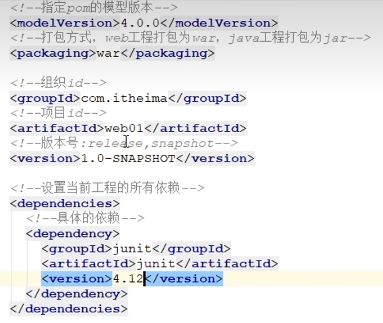 <!--指定pom的模型版本-->
<modelVersion>4.0.0</modelVersion>
<!--打包方式，web工程打包为war，java工程打包为jar-->
<packaging>war</packaging>
<!--组织id-->
<groupId>com.itheima</groupId>
<!--项目id-->
<artifactId>web01</artifactId>
<!--版本号:release,snapshot-->
<version>1.0-SNAPSHOT</version>
<!--设置当前工程的所有依赖-->
<dependencies>
<!--具体的依赖-->
<dependency>
<groupId>junit</groupId>
<artifactId>junit</artifactId>
<version>4.12</version>
</dependency>
</dependencies>